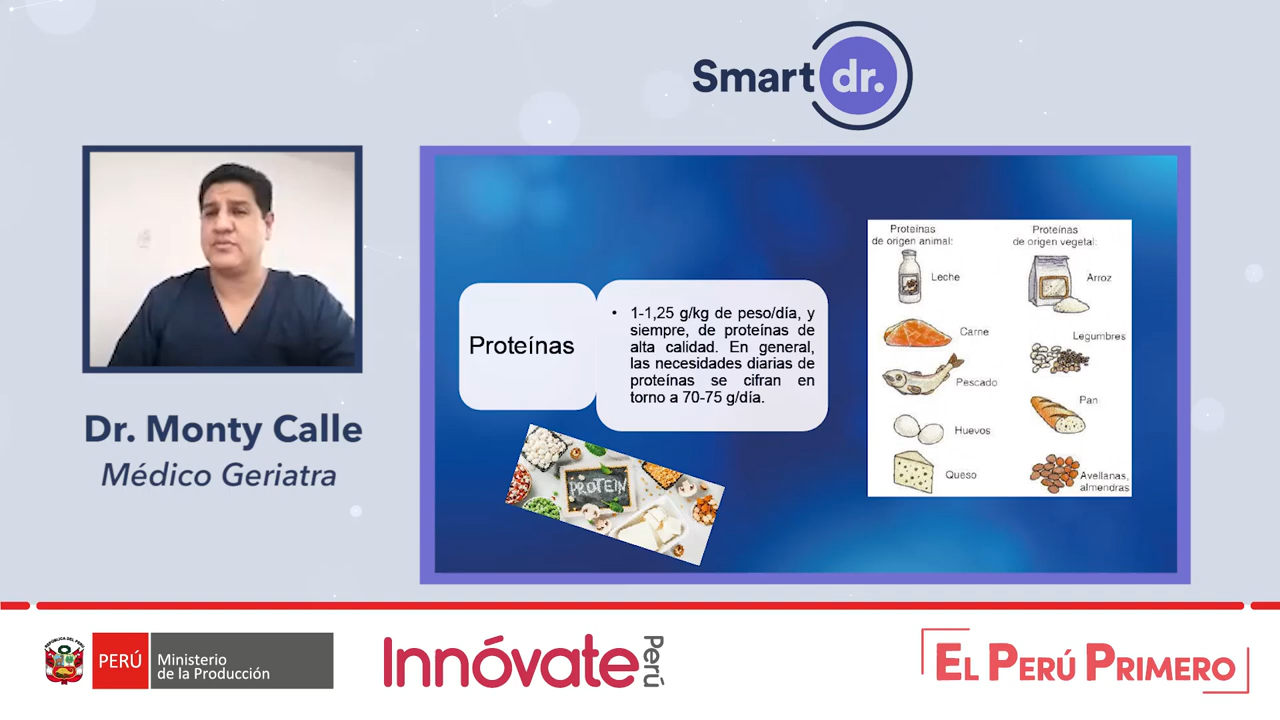 Smart dr.
Dr. Monty Calle
Médico Geriatra
Proteínas
• 1-1,25 g/kg de peso/día, y
siempre, de proteínas de
alta calidad. En general,
las necesidades diarias de
proteínas se cifran en
torno a 70-75 g/día.
PROTEIN
Proteínas
de origen animal:
Leche
Carne
Pescado
Huevos
Queso
Proteínas
de origen vegetal:
Arroz
Legumbres
Pan
Avellanas,
almendras
REPÚBLICA DEL PERÚ
PERÚ
Ministerio
de la Producción
Innóvate Perú
EL PERÚ PRIMERO